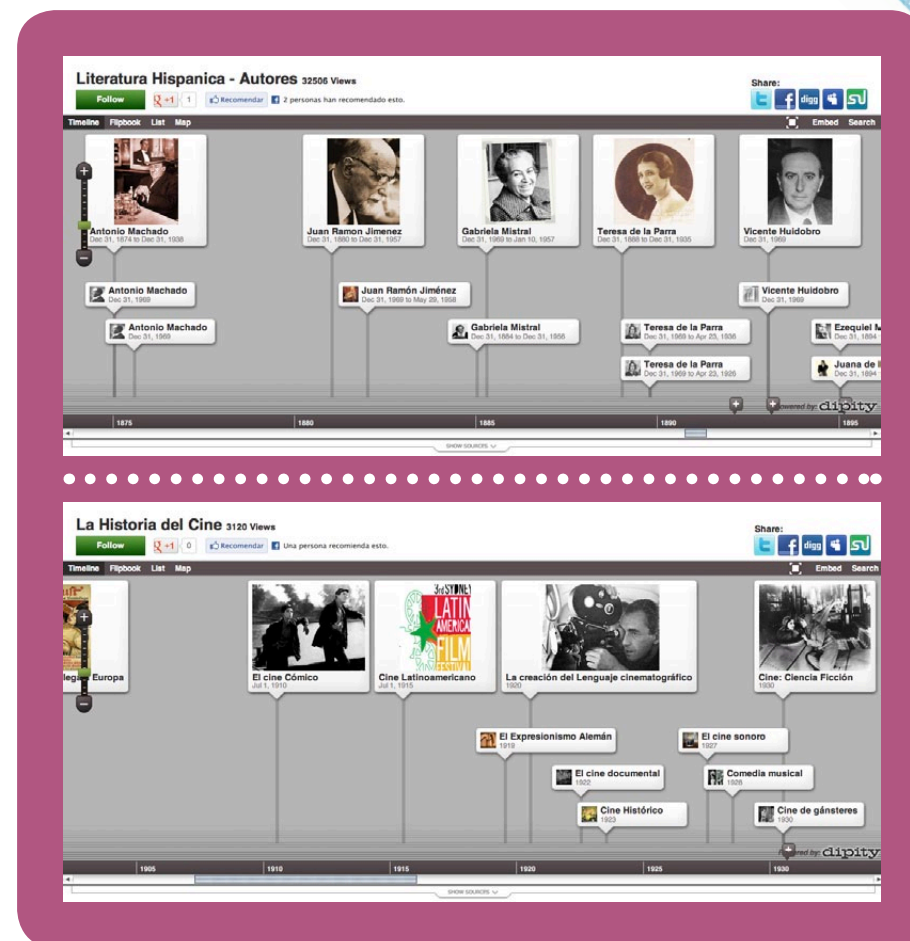 Literatura Hispanica - Autores 32506 Views
Share:
Follow +1 1 Recomendar 2 personas han recomendado esto.
digg
Timeline Flipbook List Map Embed Search
Antonio Machado
Dec 31, 1874 to Dec 31, 1938
Juan Ramon Jimenez
Dec 31, 1880 to Dec 31, 1957
Gabriela Mistral
Dec 31, 1969 to Jan 10, 1957
Teresa de la Parra
Dec 31, 1888 to Dec 31, 1935
Vicente Huidobro
Dec 31, 1969
Antonio Machado
Dec 31, 1969
Juan Ramón Jiménez
Dec 31, 1969 to May 29, 1958
Vicente Huidobro
Dec 31, 1969
Antonio Machado
Dec 31, 1969
Gabriela Mistral
Dec 31, 1884 to Dec 31, 1956
Teresa de la Parra
Dec 31, 1969 to Apr 23, 1936
Ezequiel
Dec 31, 1894
Teresa de la Parra
Dec 31, 1969 to Apr 23, 1925
Juana de
Dec 31, 1894
powered by: dipity
1875 1880 1885 1890 1895
SHOW SOURCES
La Historia del Cine 3120 Views
Share:
Follow +1 0 Recomendar Una persona recomienda esto.
digg
Timeline Flipbook List Map Embed Search
3rd SYDNEY
LATIN
AMERICAN
FILM
FESTIVAL
Europa
El cine Cómico
Jul 1, 1910
Cine Latinoamericano
Jul 1, 1915
La creación del Lenguaje cinematográfico
1920
Cine: Ciencia Ficción
1930
El Expresionismo Alemán
1919
El cine sonoro
1927
El cine documental
1922
Comedia musical
1928
Cine Histórico
1923
Cine de gánsteres
1930
by: dipity
1905 1910 1915 1920 1925 1930
SHOW SOURCES